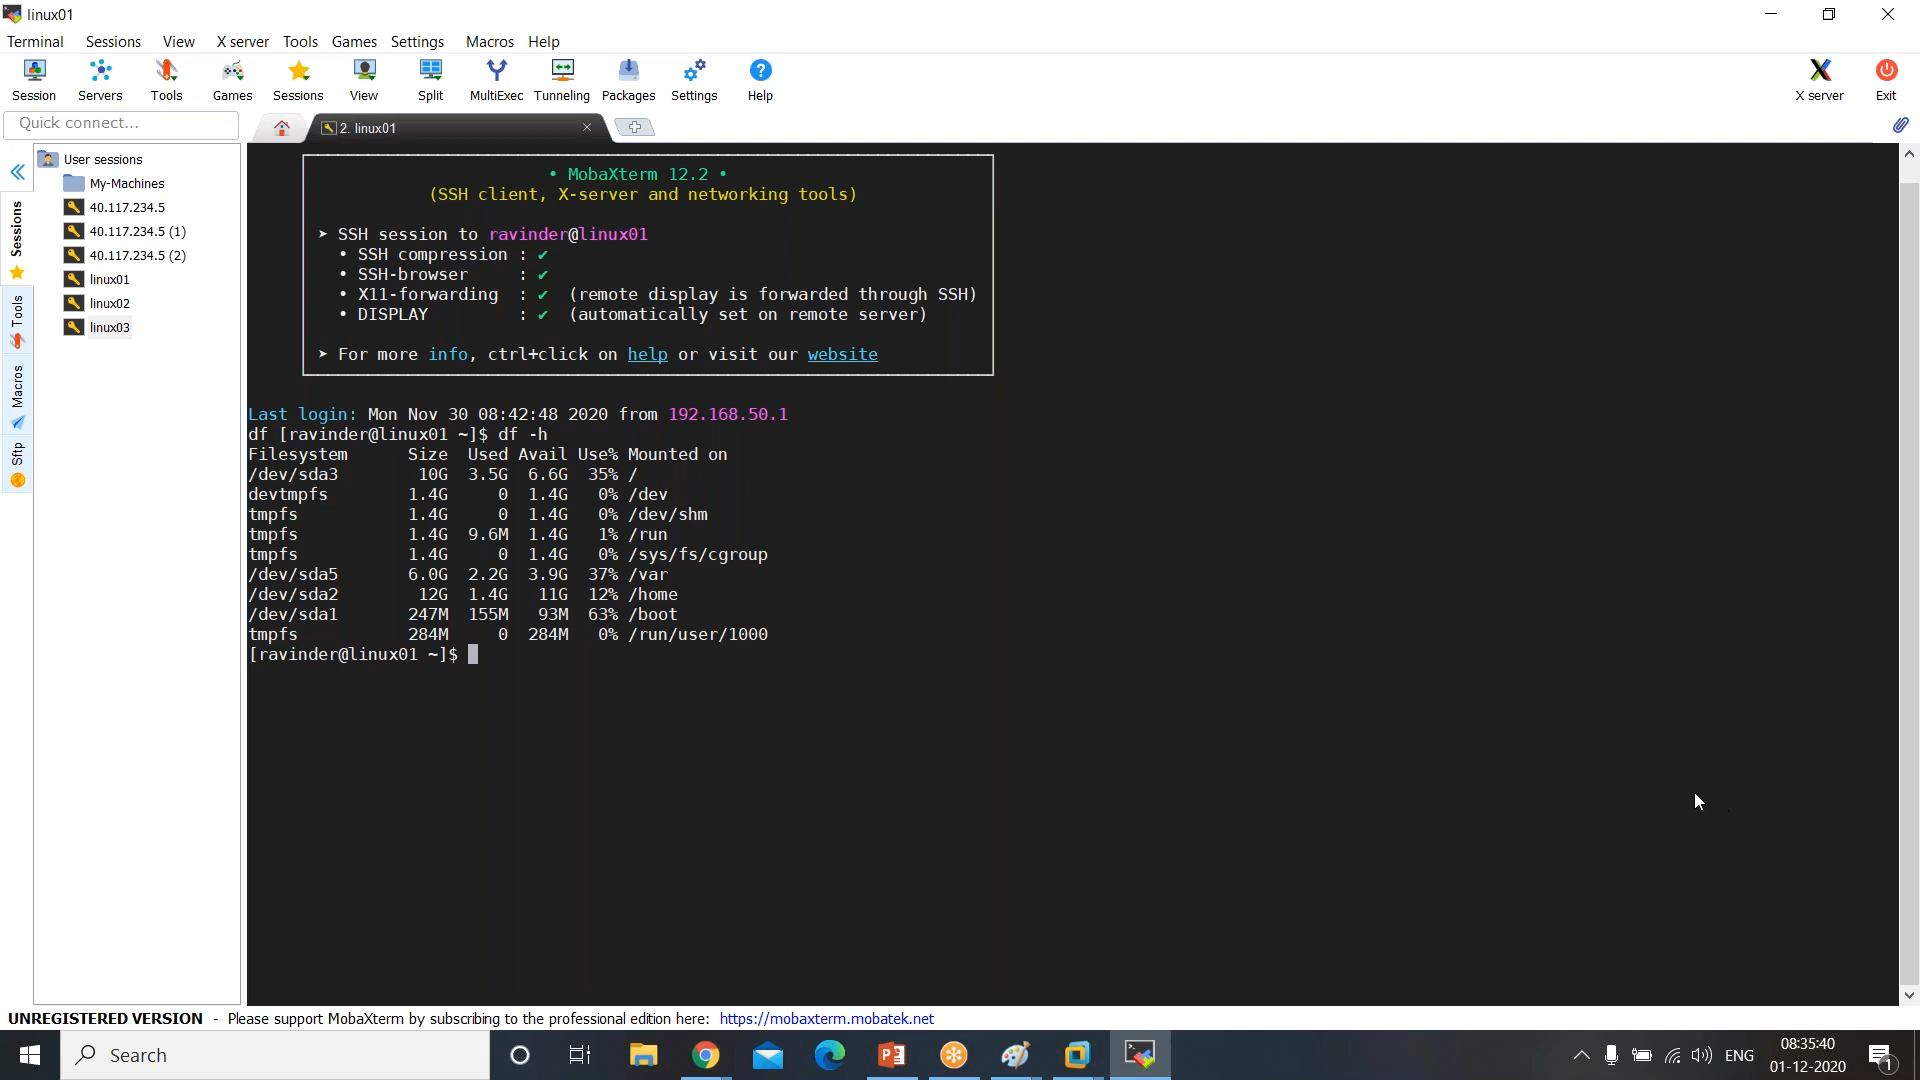 linux01
Terminal Sessions View X server Tools Games Settings Macros Help
Session Servers Tools Games Sessions View Split MultiExec Tunneling Packages Settings Help X server Exit
Quick connect...
2. linux01
User sessions
My-Machines
40.117.234.5
40.117.234.5 (1)
40.117.234.5 (2)
linux01
linux02
linux03
Sessions
Tools
Macros
Sftp
• MobaXterm 12.2 •
(SSH client, X-server and networking tools)
➤ SSH session to ravinder@linux01
• SSH compression : ✔
• SSH-browser     : ✔
• X11-forwarding  : ✔  (remote display is forwarded through SSH)
• DISPLAY         : ✔  (automatically set on remote server)
➤ For more info, ctrl+click on help or visit our website
Last login: Mon Nov 30 08:42:48 2020 from 192.168.50.1
df [ravinder@linux01 ~]$ df -h
Filesystem      Size  Used Avail Use% Mounted on
/dev/sda3        10G  3.5G  6.6G  35% /
devtmpfs        1.4G     0  1.4G   0% /dev
tmpfs           1.4G     0  1.4G   0% /dev/shm
tmpfs           1.4G  9.6M  1.4G   1% /run
tmpfs           1.4G     0  1.4G   0% /sys/fs/cgroup
/dev/sda5       6.0G  2.2G  3.9G  37% /var
/dev/sda2        12G  1.4G   11G  12% /home
/dev/sda1       247M  155M   93M  63% /boot
tmpfs           284M     0  284M   0% /run/user/1000
[ravinder@linux01 ~]$
UNREGISTERED VERSION - Please support MobaXterm by subscribing to the professional edition here: https://mobaxterm.mobatek.net
Search
ENG
08:35:40
01-12-2020
1